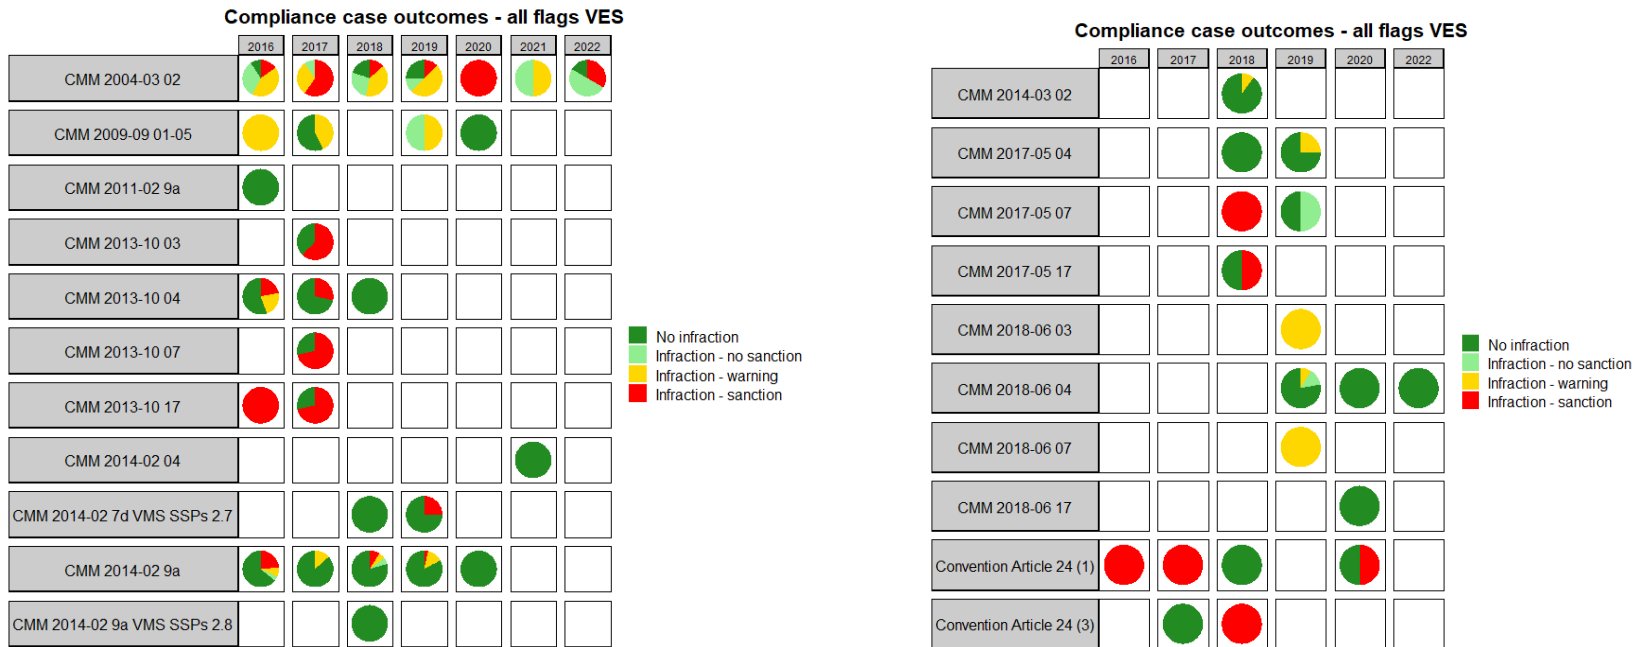 Compliance case outcomes - all flags VES
2016 2017 2018 2019 2020 2021 2022
CMM 2004-03 02
CMM 2009-09 01-05
CMM 2011-02 9a
CMM 2013-10 03
CMM 2013-10 04
CMM 2013-10 07
CMM 2013-10 17
CMM 2014-02 04
CMM 2014-02 7d VMS SSPs 2.7
CMM 2014-02 9a
CMM 2014-02 9a VMS SSPs 2.8
No infraction
Infraction - no sanction
Infraction - warning
Infraction - sanction
Compliance case outcomes - all flags VES
2016 2017 2018 2019 2020 2022
CMM 2014-03 02
CMM 2017-05 04
CMM 2017-05 07
CMM 2017-05 17
CMM 2018-06 03
CMM 2018-06 04
CMM 2018-06 07
CMM 2018-06 17
Convention Article 24 (1)
Convention Article 24 (3)
No infraction
Infraction - no sanction
Infraction - warning
Infraction - sanction